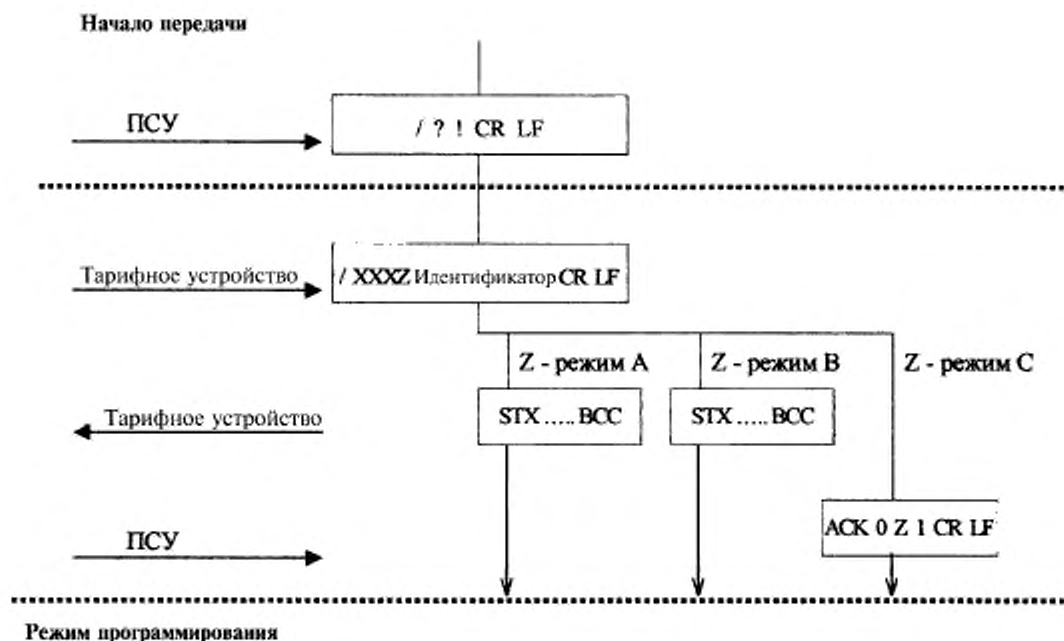 Начало передачи
ПСУ
/ ? ! CR LF
Тарифное устройство
/ XXXZ Идентификатор CR LF
Z - режим A
Z - режим B
Z - режим C
Тарифное устройство
STX ..... BCC
STX ..... BCC
ПСУ
ACK 0 Z 1 CR LF
Режим программирования